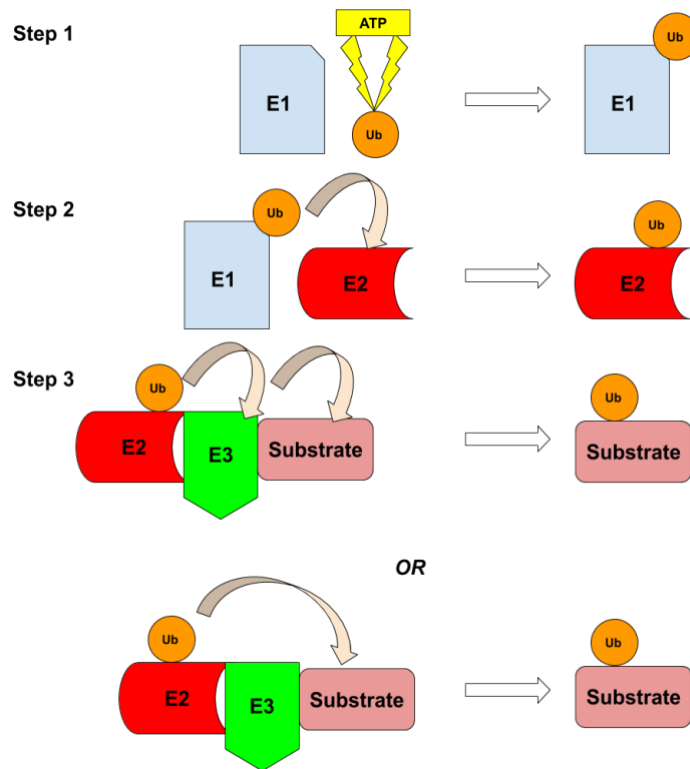 Step 1
ATP
E1
Ub
E1
Ub
Step 2
Ub
E1
E2
Ub
E2
Step 3
Ub
E2
E3
Substrate
Ub
Substrate
OR
Ub
E2
E3
Substrate
Ub
Substrate